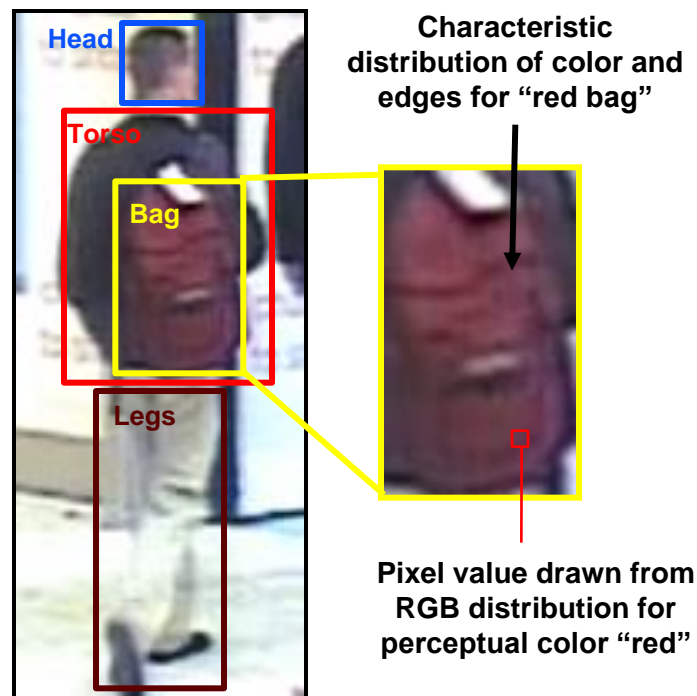 Head
Torso
Bag
Legs
Characteristic
distribution of color and
edges for “red bag”
Pixel value drawn from
RGB distribution for
perceptual color “red”